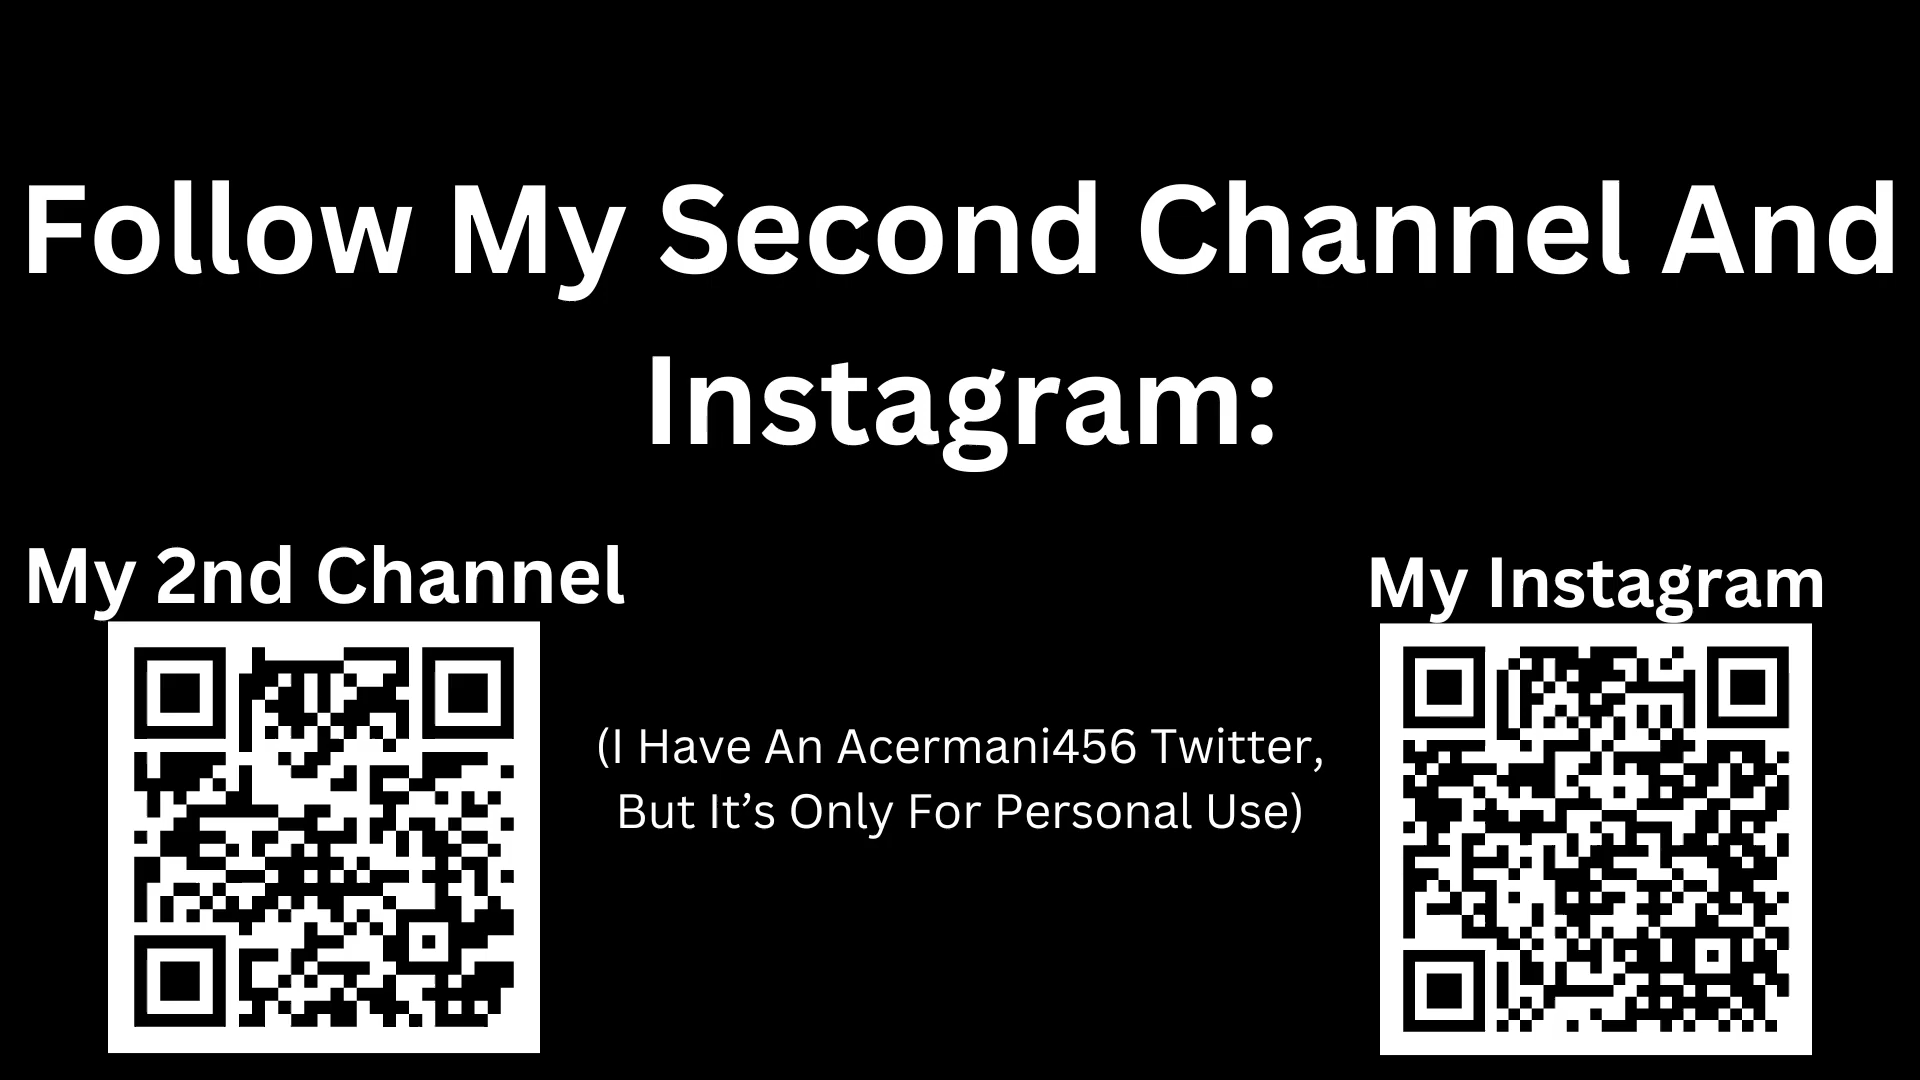 Follow My Second Channel And
Instagram:
My 2nd Channel
My Instagram
(I Have An Acermani456 Twitter,
But It’s Only For Personal Use)